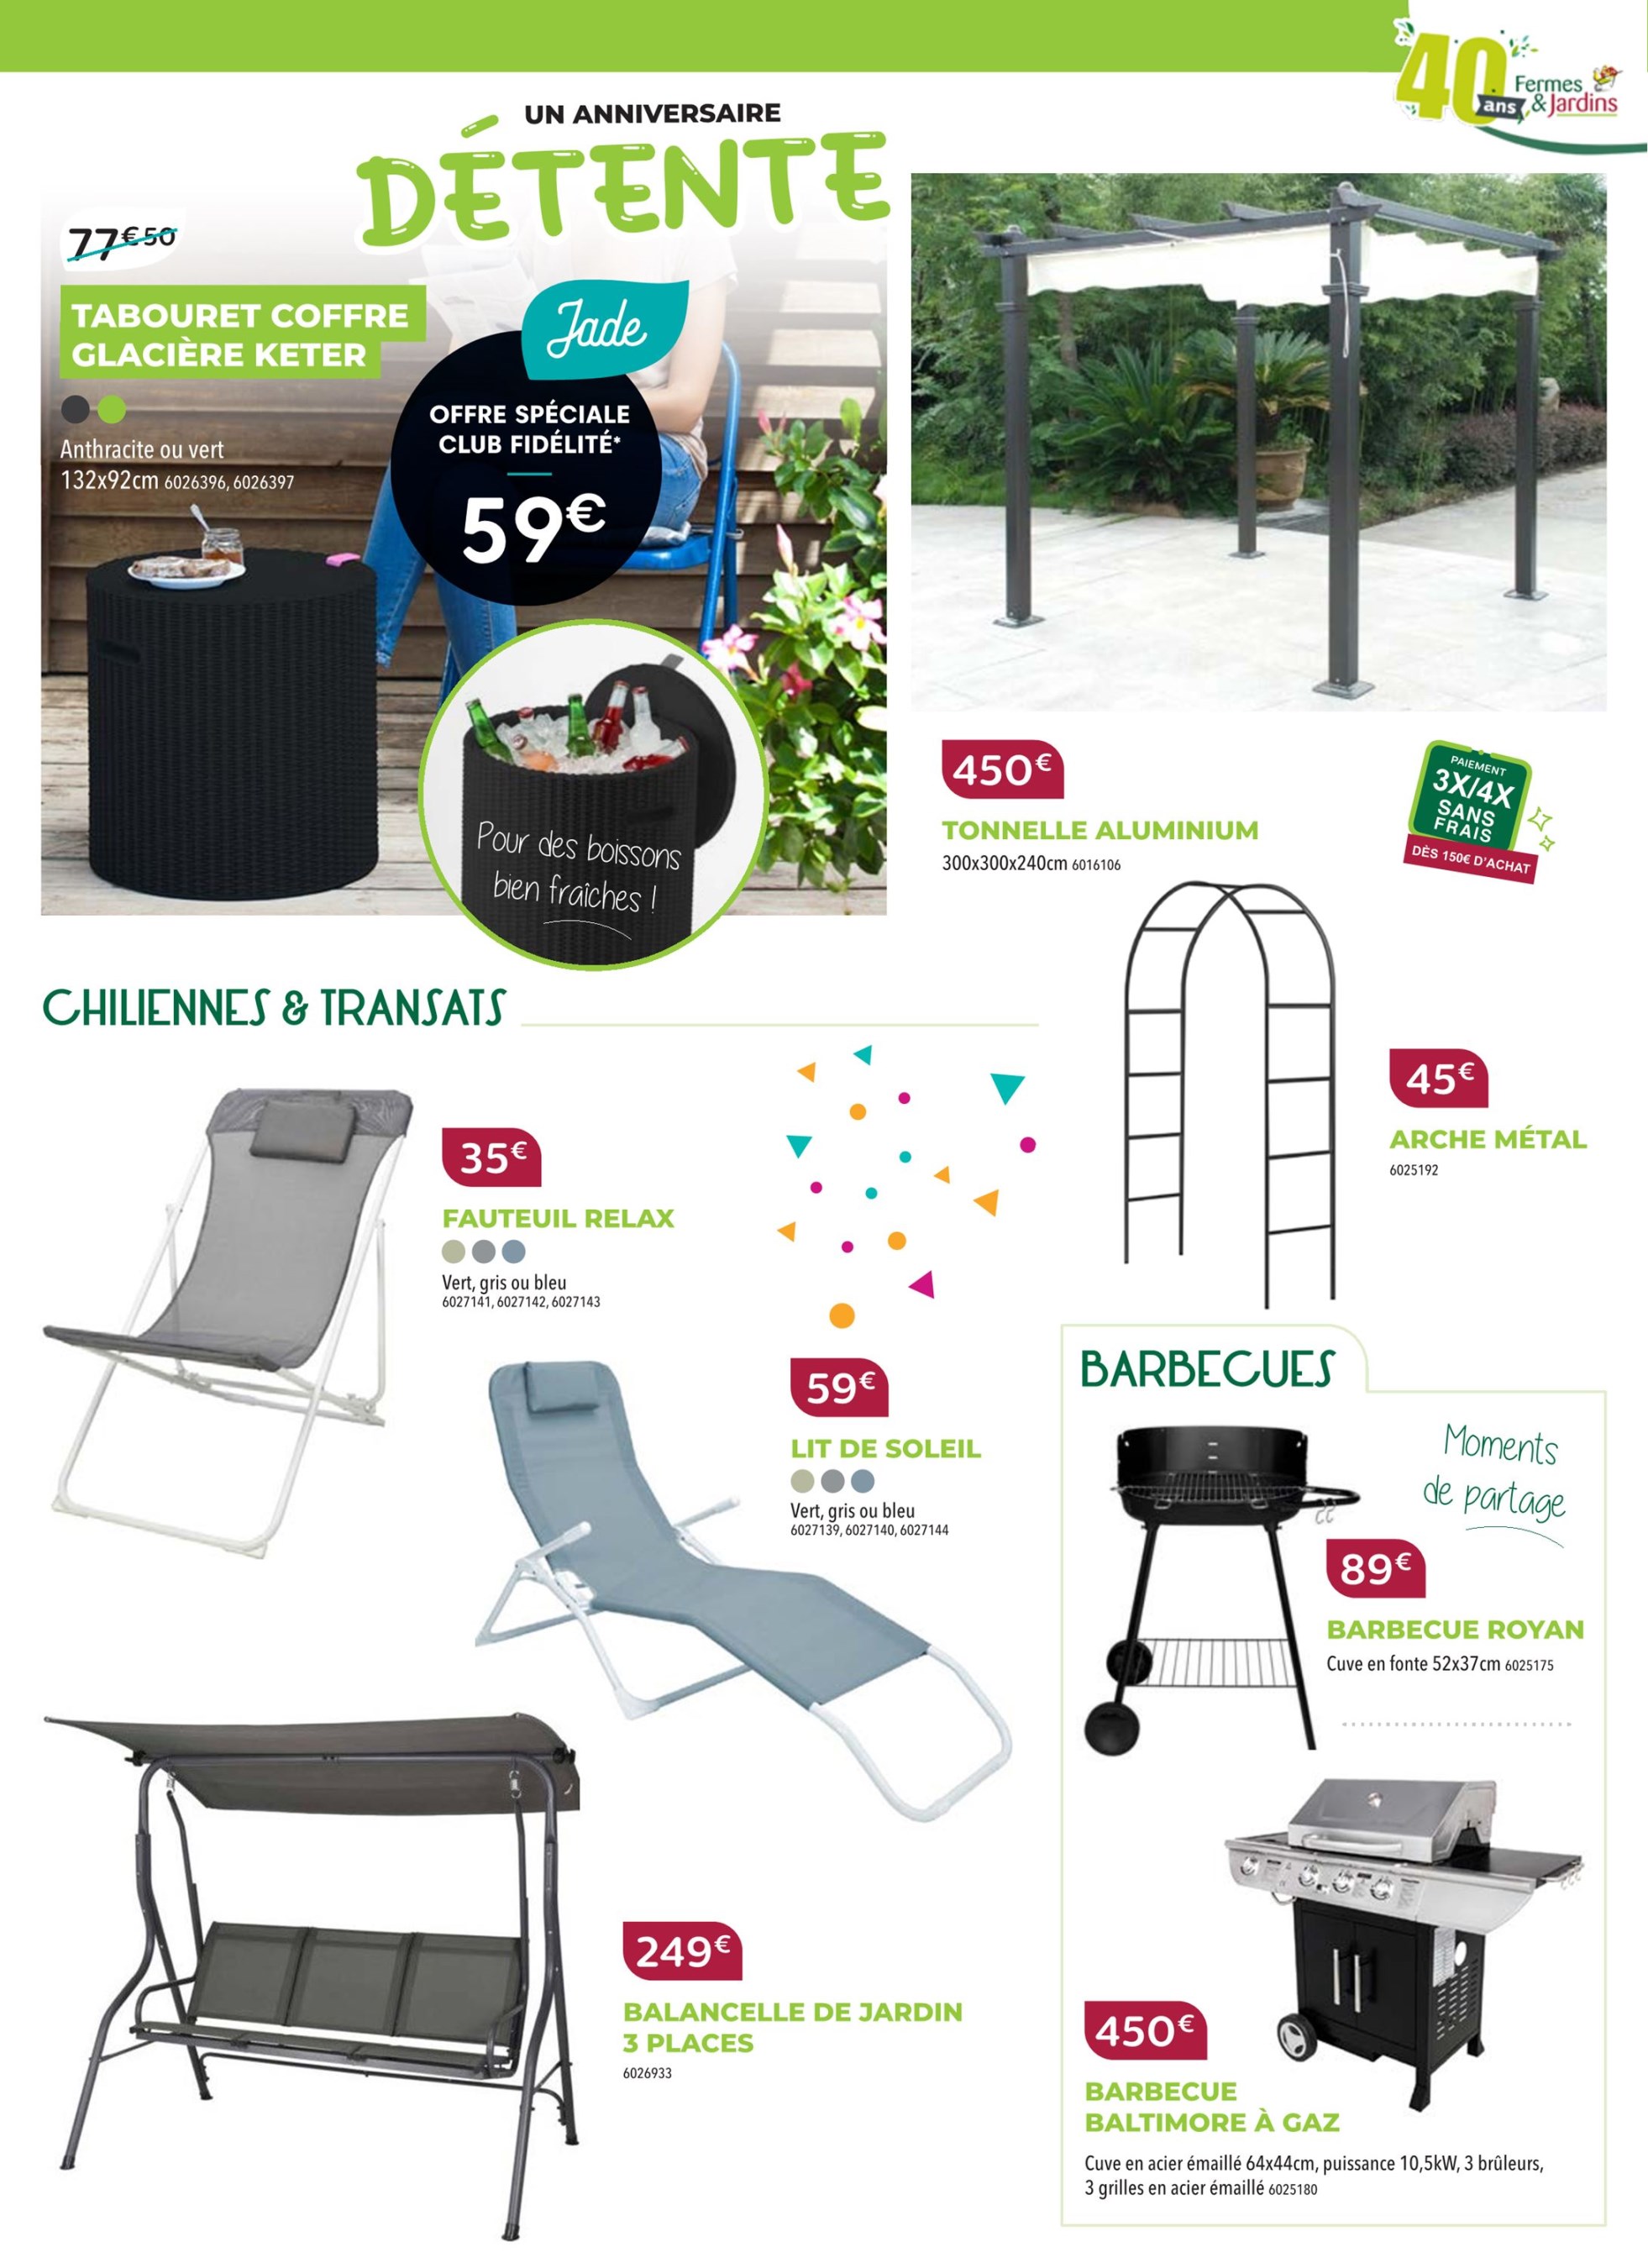 40 ans
Fermes
& Jardins
UN ANNIVERSAIRE
DÉTENTE
77€50
TABOURET COFFRE
GLACIÈRE KETER
Anthracite ou vert
132x92cm 6026396, 6026397
Jade
OFFRE SPÉCIALE
CLUB FIDÉLITÉ*
59€
Pour des boissons
bien fraîches !
450€
TONNELLE ALUMINIUM
300x300x240cm 6016106
PAIEMENT
3X/4X
SANS
FRAIS
DÈS 150€ D'ACHAT
45€
ARCHE MÉTAL
6025192
CHILIENNES & TRANSATS
35€
FAUTEUIL RELAX
Vert, gris ou bleu
6027141, 6027142, 6027143
59€
LIT DE SOLEIL
Vert, gris ou bleu
6027139, 6027140, 6027144
249€
BALANCELLE DE JARDIN
3 PLACES
6026933
BARBECUES
Moments
de partage
89€
BARBECUE ROYAN
Cuve en fonte 52x37cm 6025175
450€
BARBECUE
BALTIMORE À GAZ
Cuve en acier émaillé 64x44cm, puissance 10,5kW, 3 brûleurs,
3 grilles en acier émaillé 6025180